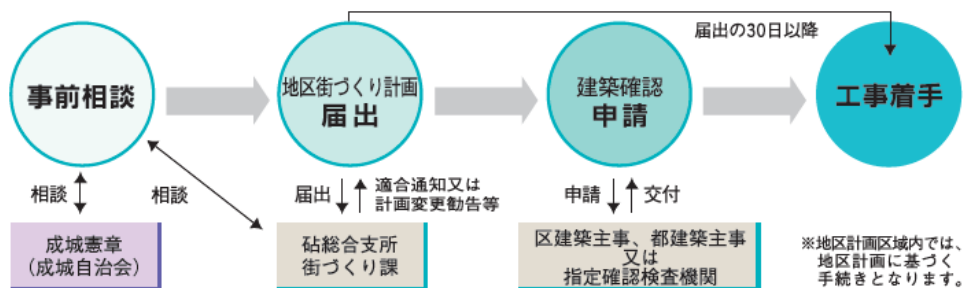 届出の30日以降
事前相談
地区街づくり計画
届出
建築確認
申請
工事着手
相談
相談
届出
適合通知又は
計画変更勧告等
申請
交付
成城憲章
（成城自治会）
砧総合支所
街づくり課
区建築主事、都建築主事
又は
指定確認検査機関
※地区計画区域内では、
地区計画に基づく
手続きとなります。